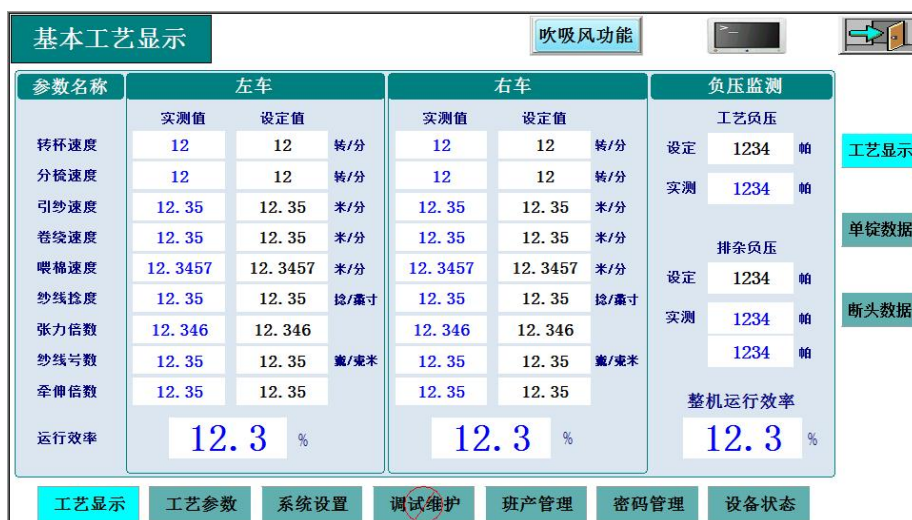 基本工艺显示 吹吸风功能
参数名称 左车 右车 负压监测
实测值 设定值 实测值 设定值 工艺负压
转杯速度 12 12 转/分 12 12 转/分 设定 1234 帕 工艺显示
分梳速度 12 12 转/分 12 12 转/分 实测 1234 帕
引纱速度 12.35 12.35 米/分 12.35 12.35 米/分
卷绕速度 12.35 12.35 米/分 12.35 12.35 米/分 排杂负压 单锭数据
喂棉速度 12.3457 12.3457 米/分 12.3457 12.3457 米/分 设定 1234 帕
纱线捻度 12.35 12.35 捻/英寸 12.35 12.35 捻/英寸 实测 1234 帕 断头数据
张力倍数 12.346 12.346 12.346 12.346 1234 帕
纱线号数 12.35 12.35 12.35 12.35
牵伸倍数 12.35 12.35 12.35 12.35 整机运行效率
运行效率 12.3 % 12.3 % 12.3 %
工艺显示 工艺参数 系统设置 调试维护 班产管理 密码管理 设备状态